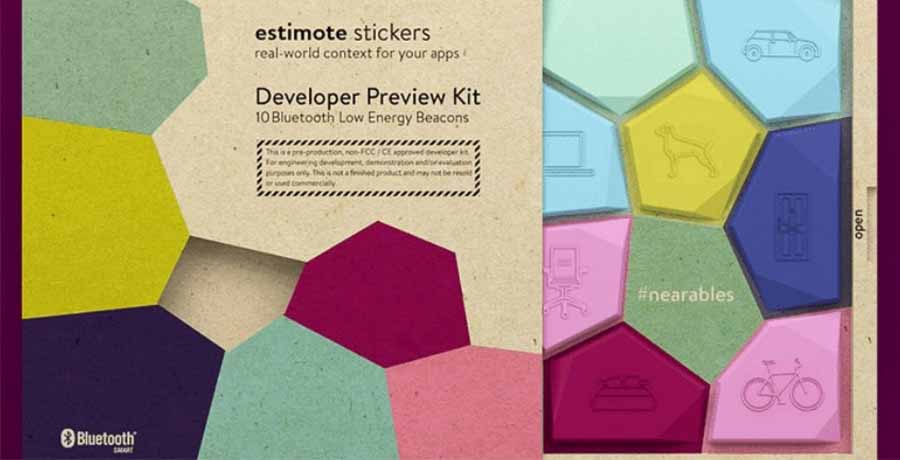 estimote stickers
real-world context for your apps
Developer Preview Kit
10 Bluetooth Low Energy Beacons
This is a pre-production, non-FCC / CE approved developer kit.
For engineering development, demonstration and/or evaluation
purposes only. This is not a finished product and may not be resold
or used commercially.
#nearables
open
Bluetooth
SMART